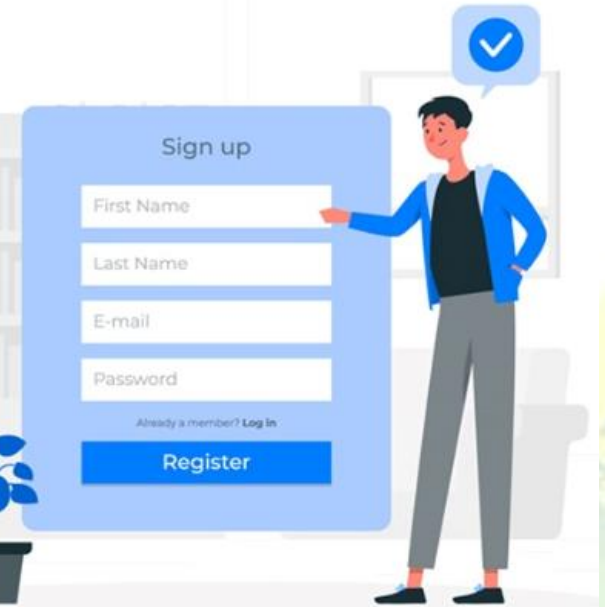 Sign up
First Name
Last Name
E-mail
Password
Already a member? Log in
Register